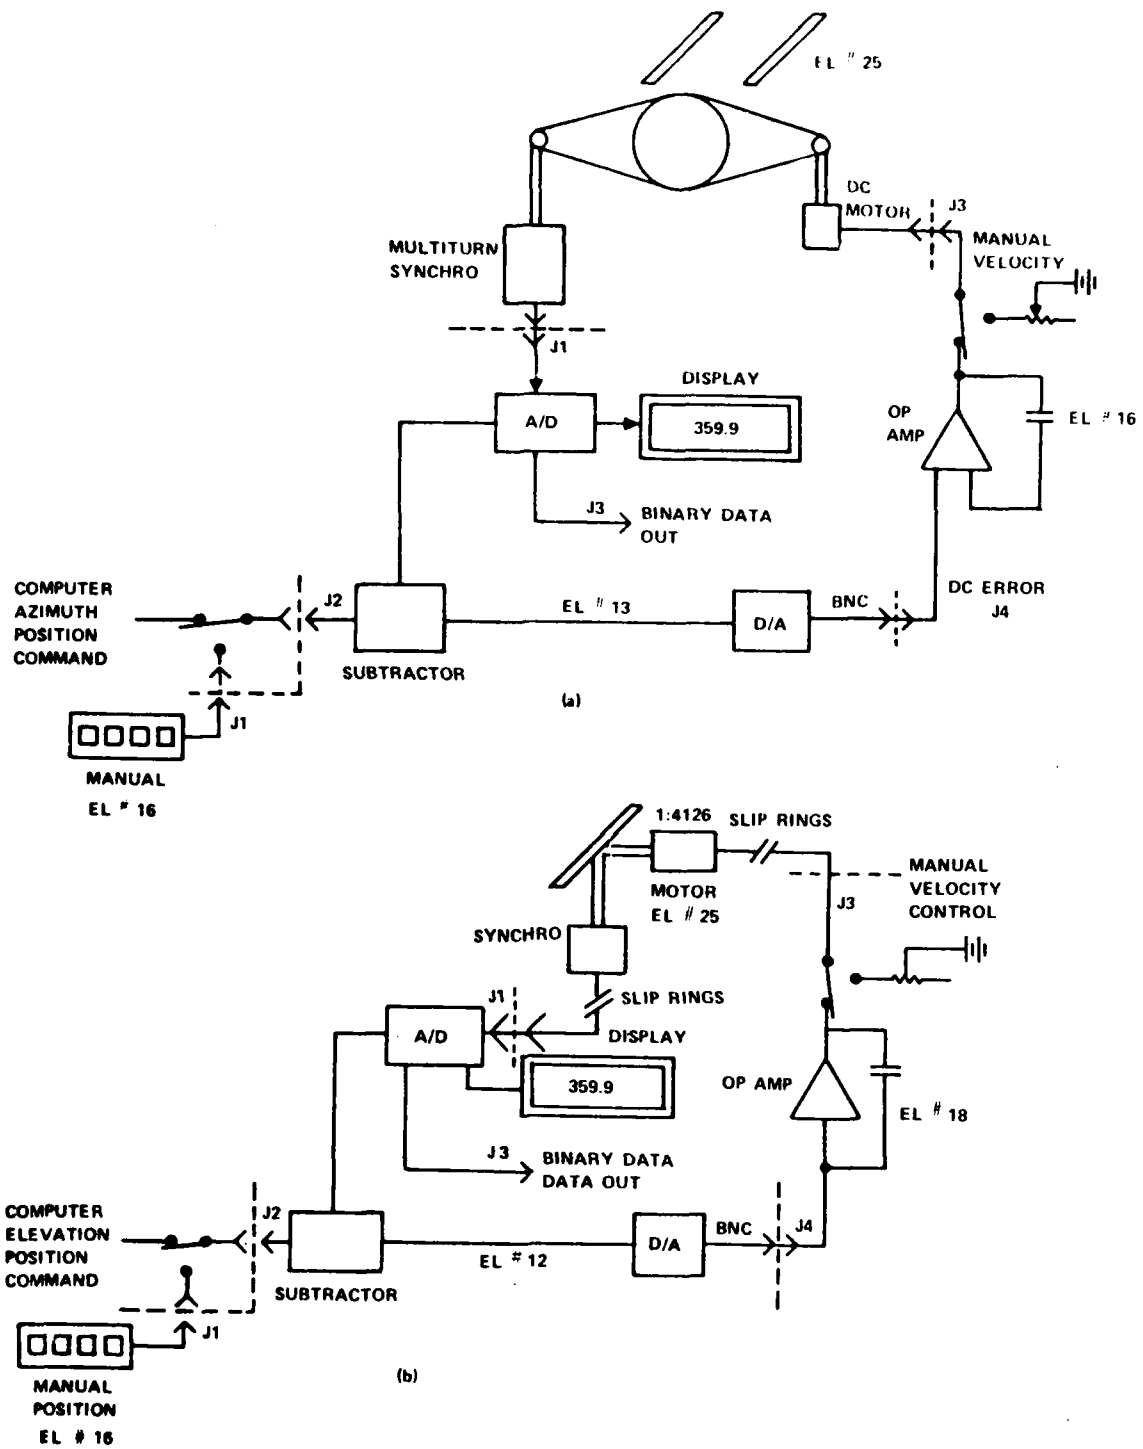 EL # 25
DC
MOTOR
J3
MANUAL
VELOCITY
MULTITURN
SYNCHRO
J1
DISPLAY
A/D
359.9
OP
AMP
EL # 16
J3
BINARY DATA
OUT
COMPUTER
AZIMUTH
POSITION
COMMAND
J2
EL # 13
D/A
BNC
DC ERROR
J4
SUBTRACTOR
J1
MANUAL
EL # 16
(a)
1:4126
SLIP RINGS
MOTOR
EL # 25
MANUAL
VELOCITY
CONTROL
J3
SYNCHRO
J1
SLIP RINGS
A/D
DISPLAY
359.9
OP AMP
EL # 18
J3
BINARY DATA
DATA OUT
COMPUTER
ELEVATION
POSITION
COMMAND
J2
EL # 12
D/A
BNC
J4
SUBTRACTOR
J1
MANUAL
POSITION
EL # 16
(b)